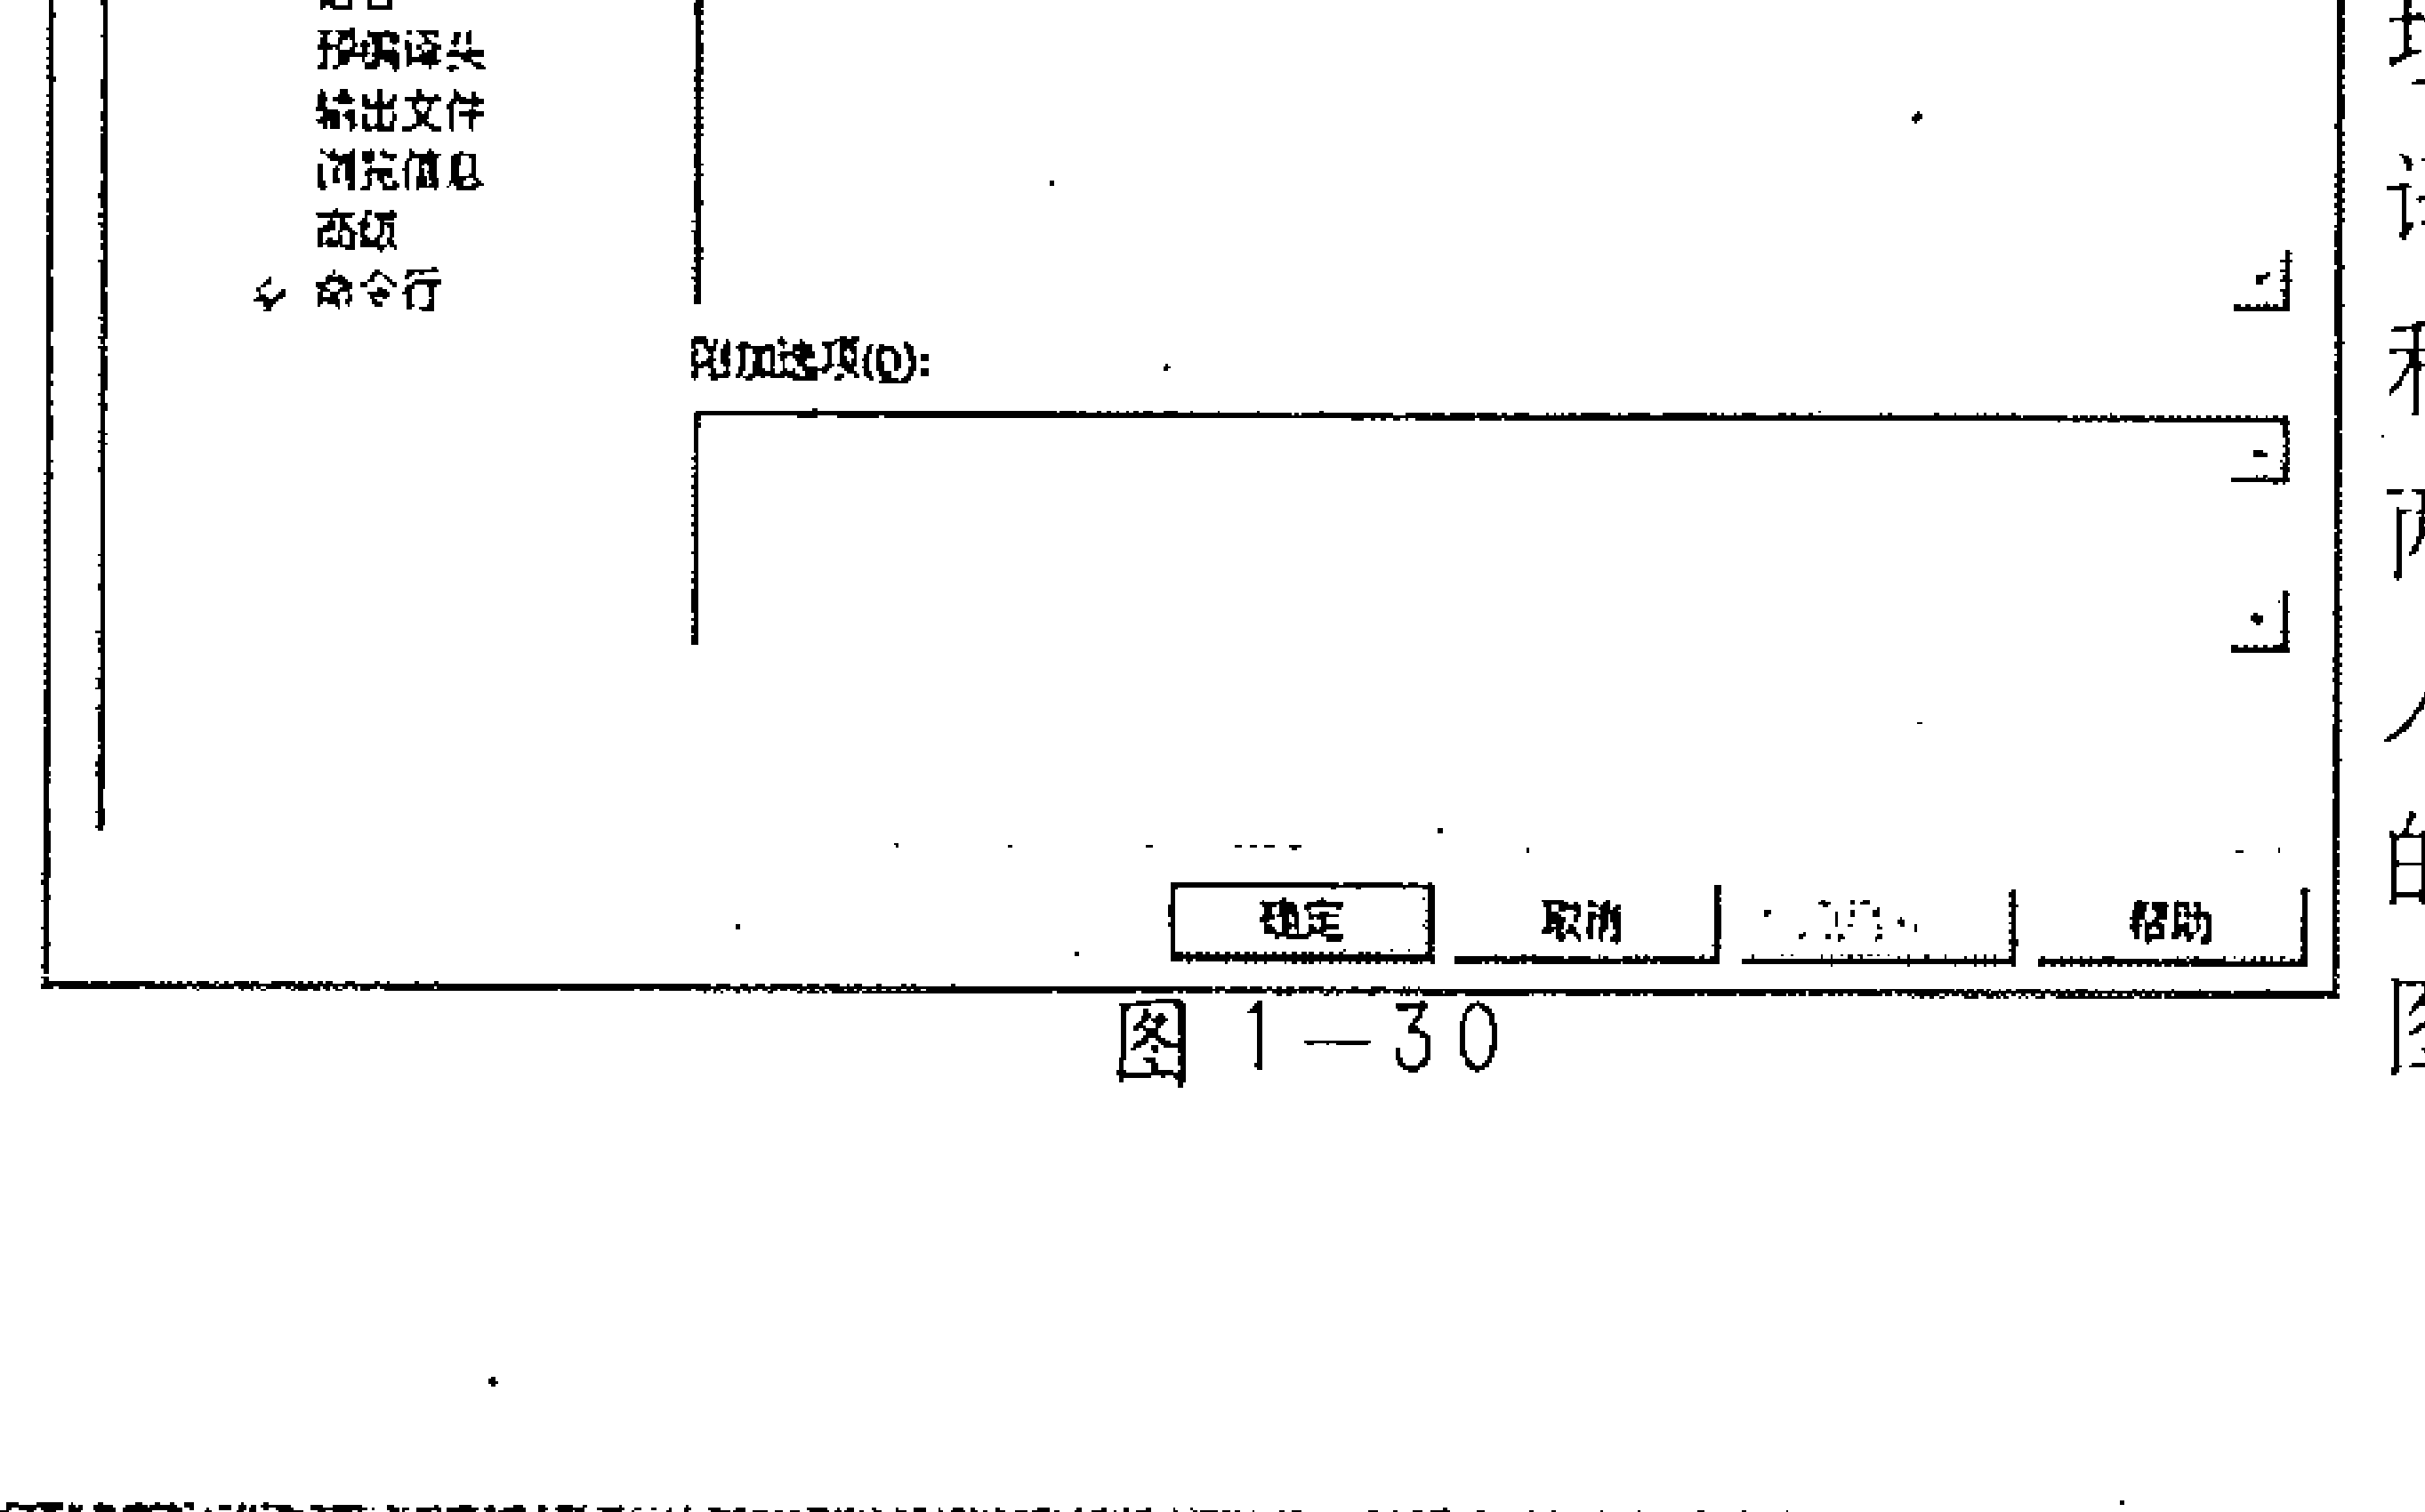 预编译头
输出文件
浏览信息
高级
命令行
附加选项(O):
确定 取消 帮助
图 1-30
的